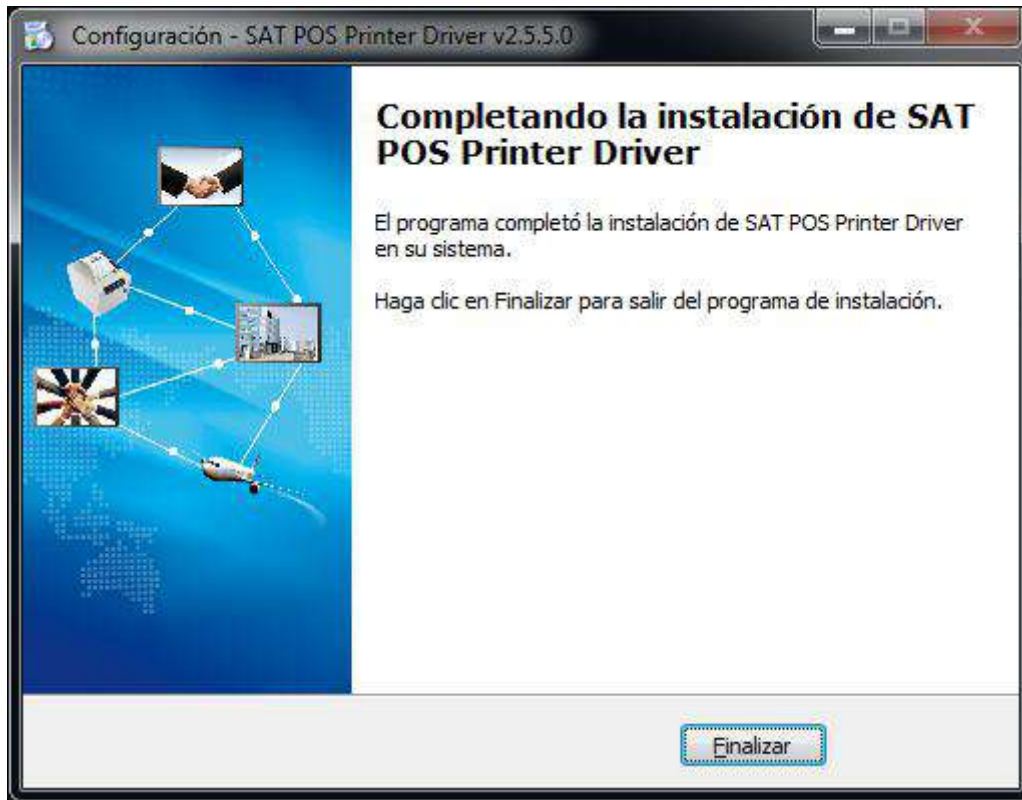 Configuración - SAT POS Printer Driver v2.5.5.0
Completando la instalación de SAT
POS Printer Driver
El programa completó la instalación de SAT POS Printer Driver
en su sistema.
Haga clic en Finalizar para salir del programa de instalación.
Finalizar